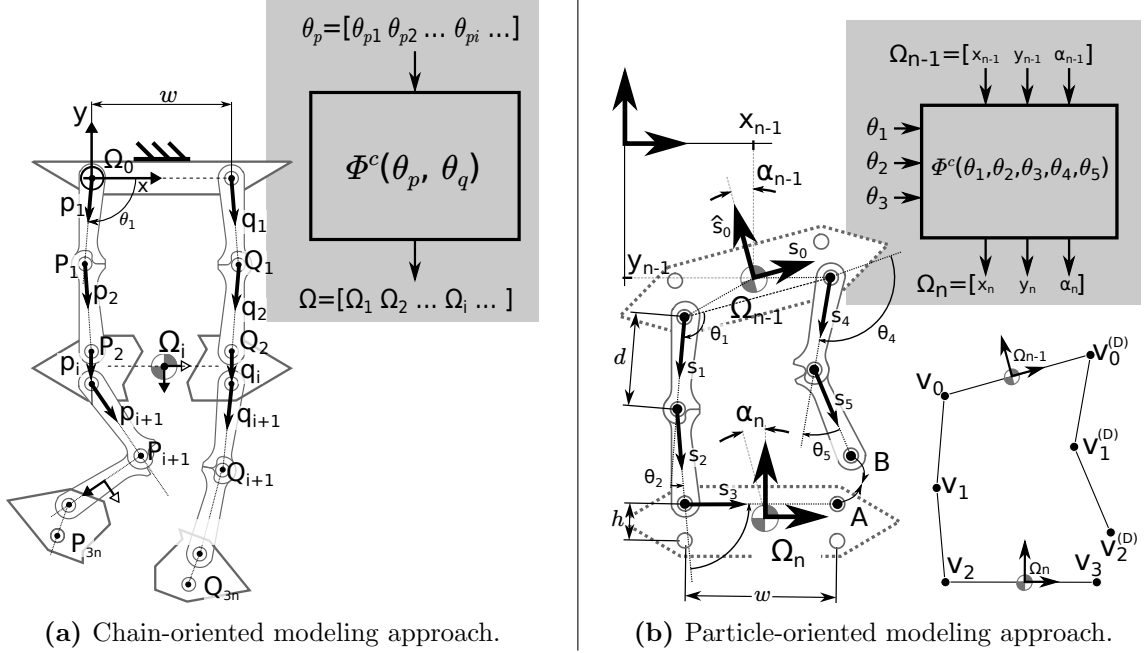 θp=[θp1 θp2 ... θpi ...]
Φᶜ(θp, θq)
Ω=[Ω1 Ω2 ... Ωi ... ]
w
y
Ω0
x
p1
θ1
q1
P1
Q1
p2
q2
P2
Ωi
Q2
pi
qi
pi+1
qi+1
Pi+1
Qi+1
P3n
Q3n
(a) Chain-oriented modeling approach.
Ωn-1=[xn-1 yn-1 αn-1]
θ1
θ2
θ3
Φᶜ(θ1,θ2,θ3,θ4,θ5)
Ωn=[xn yn αn]
xn-1
αn-1
ŝ0
s0
yn-1
Ωn-1
θ1
s4
θ4
d
s1
αn
s5
θ5
s2
θ2
s3
B
A
h
Ωn
w
Ωn-1
v0(D)
v0
v1(D)
v1
v2(D)
v2
Ωn
v3
(b) Particle-oriented modeling approach.